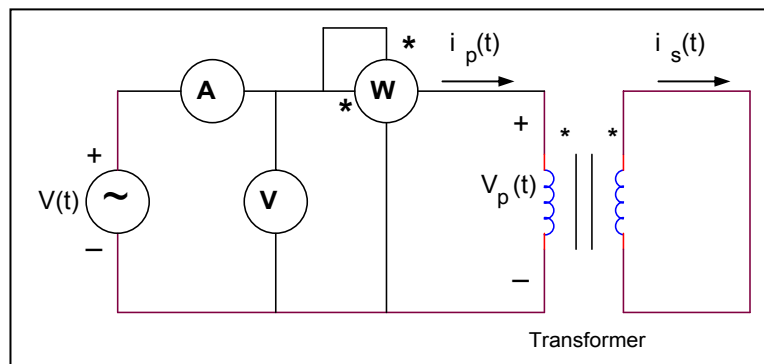 *
i p(t)
i s(t)
A
*
W
+
*
*
+
V(t)
~
V
V p(t)
–
–
Transformer